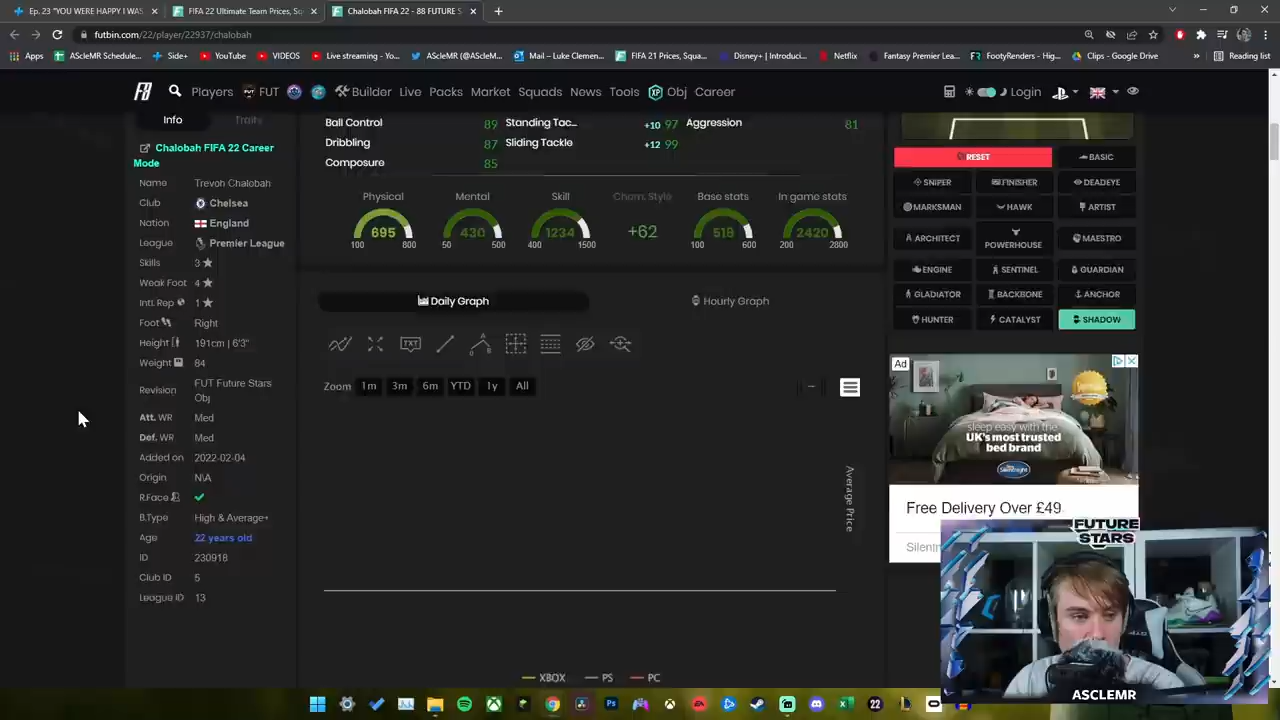 Ep. 23 "YOU WERE HAPPY I WAS
FIFA 22 Ultimate Team Prices, Sq
Chalobah FIFA 22 - 88 FUTURE S
futbin.com/22/player/22937/chalobah
Apps AScleMR Schedule... Side+ YouTube VIDEOS Live streaming - Yo... AScleMR (@AScleMR... Mail – Luke Clemen... FIFA 21 Prices, Squa... Disney+ | Introduci... Netflix Fantasy Premier Lea... FootyRenders - Hig... Clips - Google Drive » Reading list
Players FUT Builder Live Packs Market Squads News Tools Obj Career Login
Info Traits
Chalobah FIFA 22 Career
Mode
Name Trevoh Chalobah
Club Chelsea
Nation England
League Premier League
Skills 3
Weak Foot 4
Intl. Rep 1
Foot Right
Height 191cm | 6'3"
Weight 84
Revision FUT Future Stars
Obj
Att. WR Med
Def. WR Med
Added on 2022-02-04
Origin N\A
R.Face
B.Type High & Average+
Age 22 years old
ID 230918
Club ID 5
League ID 13
Ball Control 89 Standing Tac... +10 97 Aggression 81
Dribbling 87 Sliding Tackle +12 99
Composure 85
Physical Mental Skill Chem. Style Base stats In game stats
695 430 1234 +62 518 2420
100 800 50 500 400 1500 100 600 200 2800
Daily Graph Hourly Graph
TXT
Zoom 1m 3m 6m YTD 1y All
Average Price
XBOX PS PC
RESET BASIC
SNIPER FINISHER DEADEYE
MARKSMAN HAWK ARTIST
ARCHITECT POWERHOUSE MAESTRO
ENGINE SENTINEL GUARDIAN
GLADIATOR BACKBONE ANCHOR
HUNTER CATALYST SHADOW
Ad
sleep easy with the
UK's most trusted
bed brand
Silentnight
Free Delivery Over £49
Silentn
FUTURE
STARS
ASCLEMR